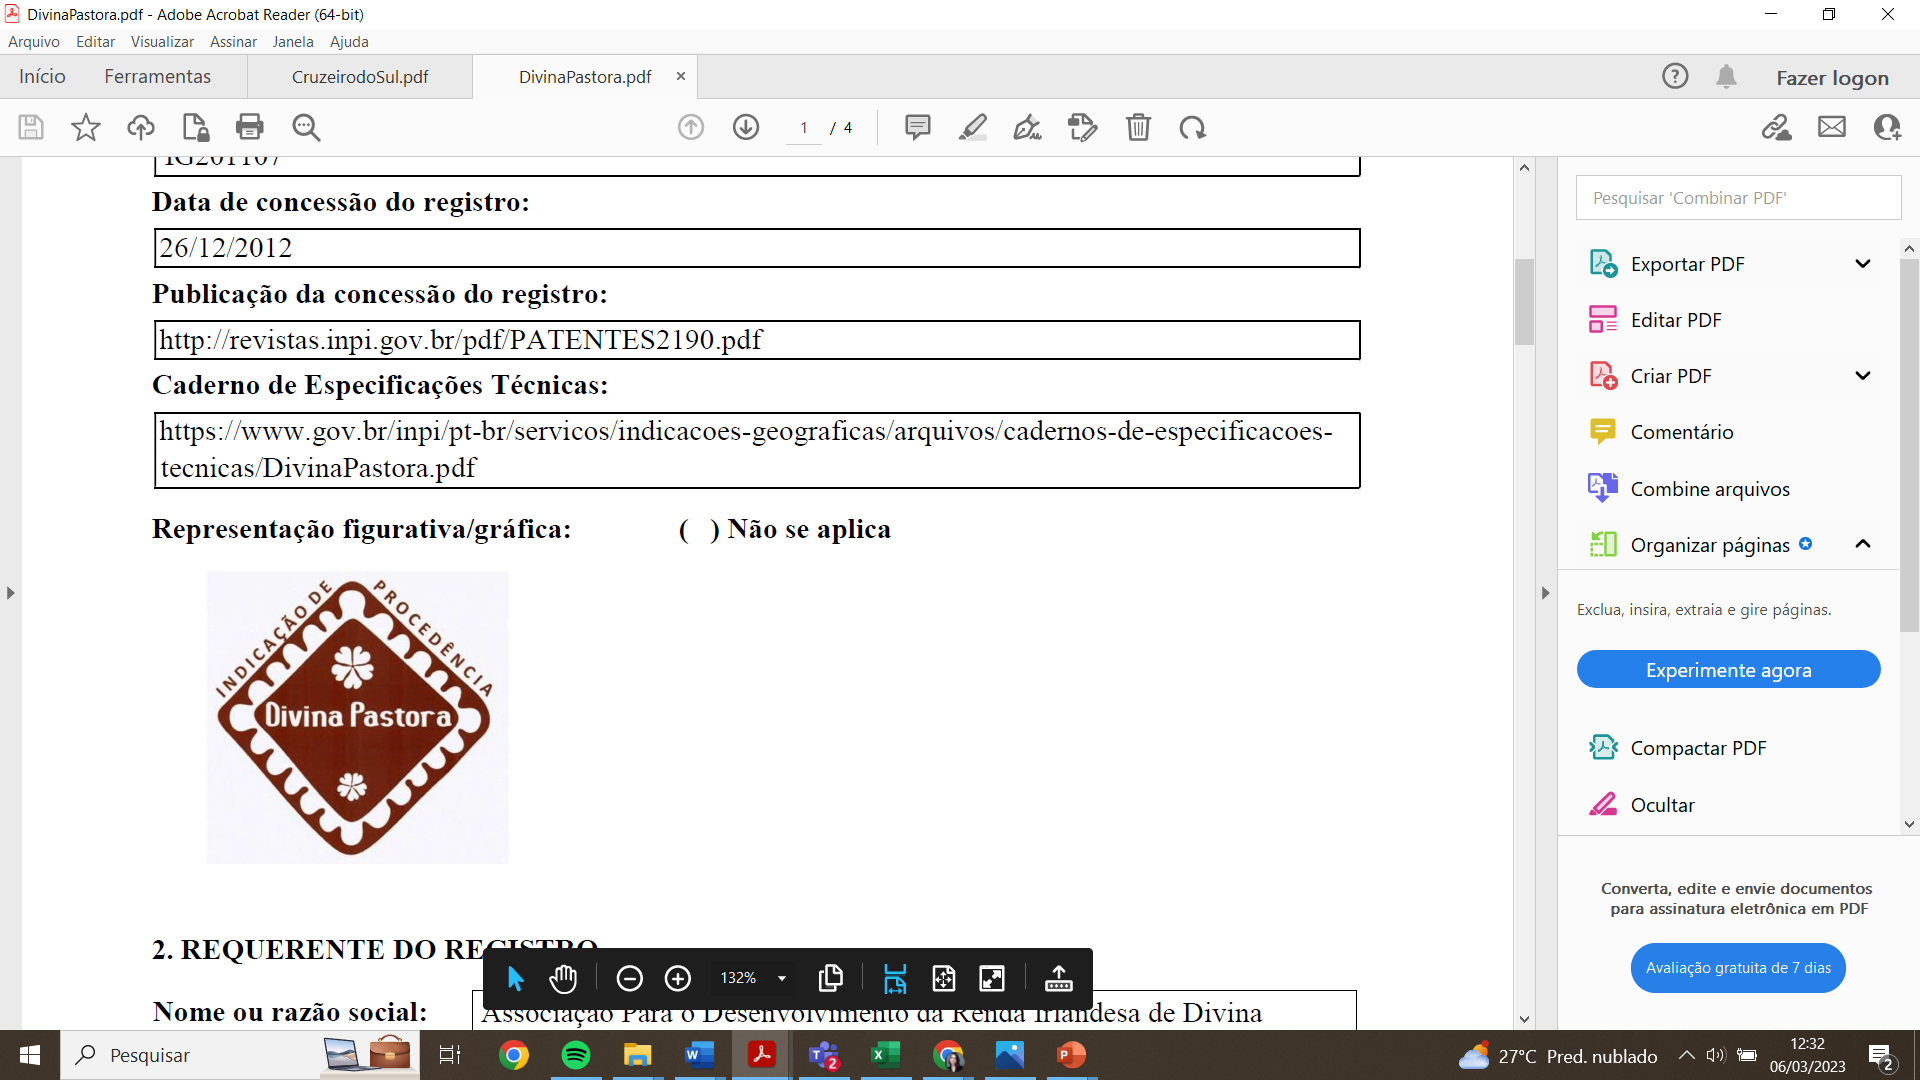 DivinaPastora.pdf - Adobe Acrobat Reader (64-bit)
Arquivo Editar Visualizar Assinar Janela Ajuda
Início Ferramentas CruzeirodoSul.pdf DivinaPastora.pdf × Fazer logon
1 / 4
IG201107
Data de concessão do registro:
26/12/2012
Publicação da concessão do registro:
http://revistas.inpi.gov.br/pdf/PATENTES2190.pdf
Caderno de Especificações Técnicas:
https://www.gov.br/inpi/pt-br/servicos/indicacoes-geograficas/arquivos/cadernos-de-especificacoes-
tecnicas/DivinaPastora.pdf
Representação figurativa/gráfica: ( ) Não se aplica
INDICAÇÃO DE PROCEDÊNCIA
Divina Pastora
2. REQUERENTE DO REGISTRO
Nome ou razão social: Associação Para o Desenvolvimento da Renda Irlandesa de Divina
132%
Pesquisar 'Combinar PDF'
Exportar PDF
Editar PDF
Criar PDF
Comentário
Combine arquivos
Organizar páginas
Exclua, insira, extraia e gire páginas.
Experimente agora
Compactar PDF
Ocultar
Converta, edite e envie documentos
para assinatura eletrônica em PDF
Avaliação gratuita de 7 dias
Pesquisar
2
27°C Pred. nublado
12:32
06/03/2023
2